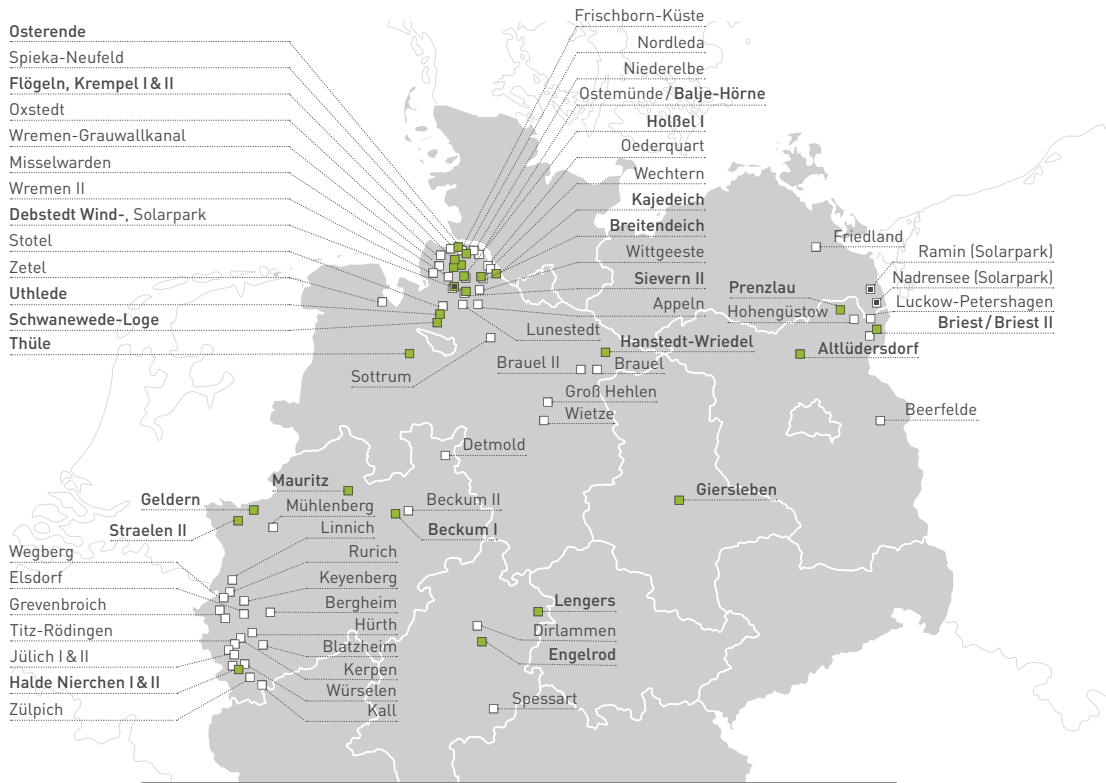 Osterende
Spieka-Neufeld
Flögeln, Krempel I & II
Oxstedt
Wremen-Grauwallkanal
Misselwarden
Wremen II
Debstedt Wind-, Solarpark
Stotel
Zetel
Uthlede
Schwanewede-Loge
Thüle
Frischborn-Küste
Nordleda
Niederelbe
Ostemünde / Balje-Hörne
Holßel I
Oederquart
Wechtern
Kajedeich
Breitendeich
Wittgeeste
Sievern II
Appeln
Lunestedt
Sottrum
Hanstedt-Wriedel
Brauel II
Brauel
Groß Hehlen
Wietze
Detmold
Friedland
Ramin (Solarpark)
Nadrensee (Solarpark)
Prenzlau
Luckow-Petershagen
Hohengüstow
Briest / Briest II
Altlüdersdorf
Beerfelde
Giersleben
Mauritz
Geldern
Mühlenberg
Straelen II
Beckum II
Beckum I
Linnich
Wegberg
Rurich
Elsdorf
Keyenberg
Grevenbroich
Bergheim
Titz-Rödingen
Hürth
Jülich I & II
Blatzheim
Halde Nierchen I & II
Kerpen
Würselen
Zülpich
Kall
Lengers
Dirlammen
Engelrod
Spessart